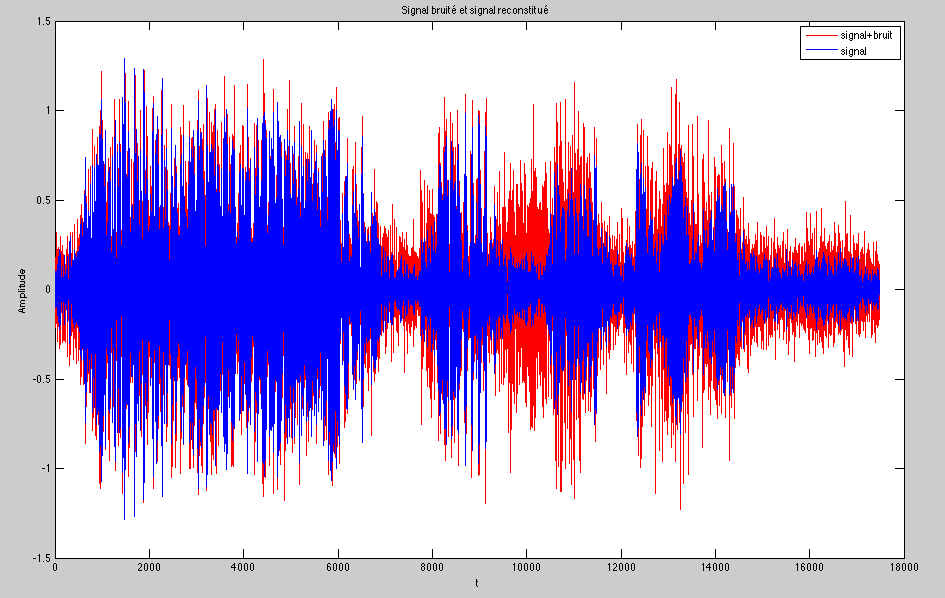 Signal bruité et signal reconstitué
signal+bruit
signal
Amplitude
1.5
1
0.5
0
-0.5
-1
-1.5
0 2000 4000 6000 8000 10000 12000 14000 16000 18000
t